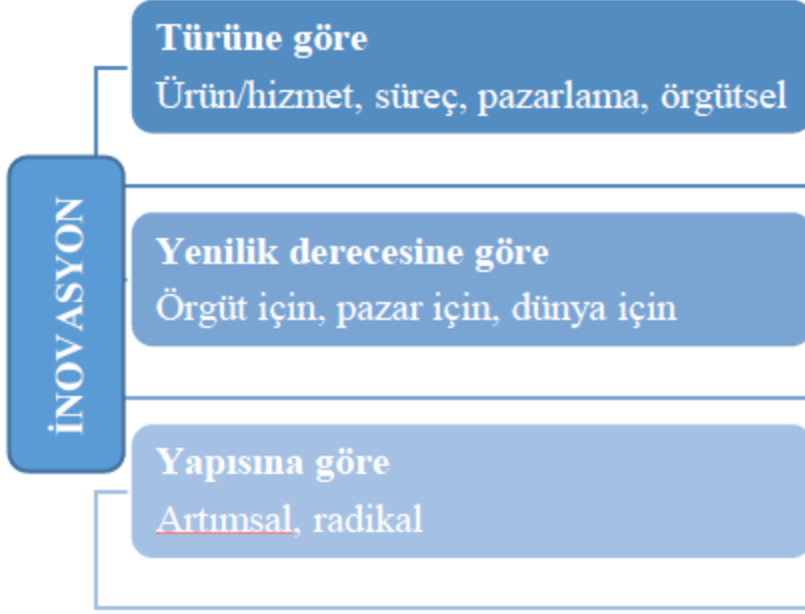 İNOVASYON
Türüne göre
Ürün/hizmet, süreç, pazarlama, örgütsel
Yenilik derecesine göre
Örgüt için, pazar için, dünya için
Yapısına göre
Artımsal, radikal